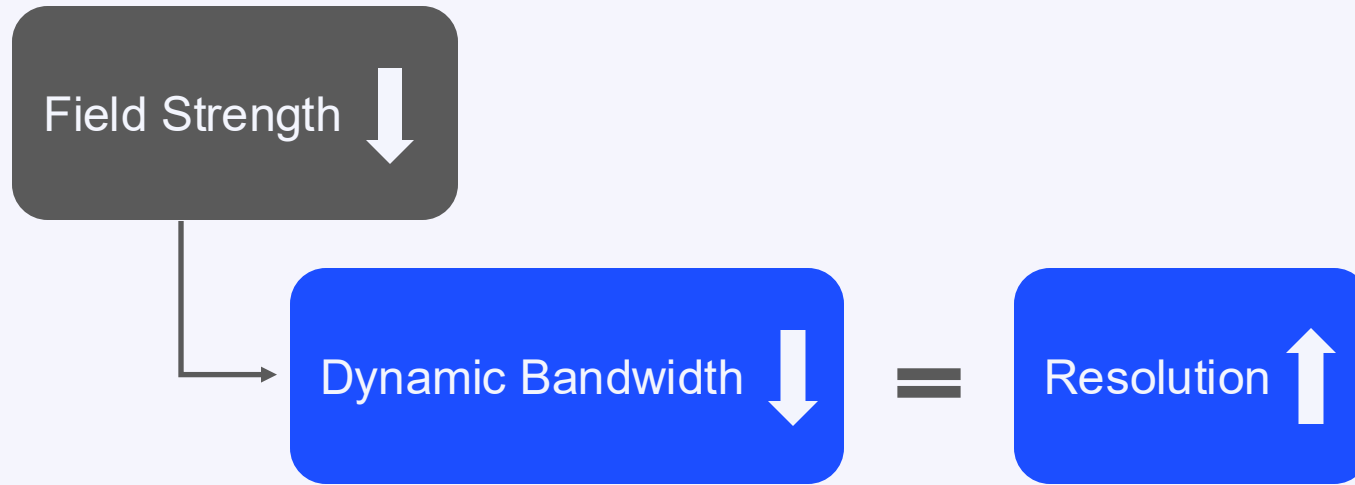 Field Strength
Dynamic Bandwidth
=
Resolution